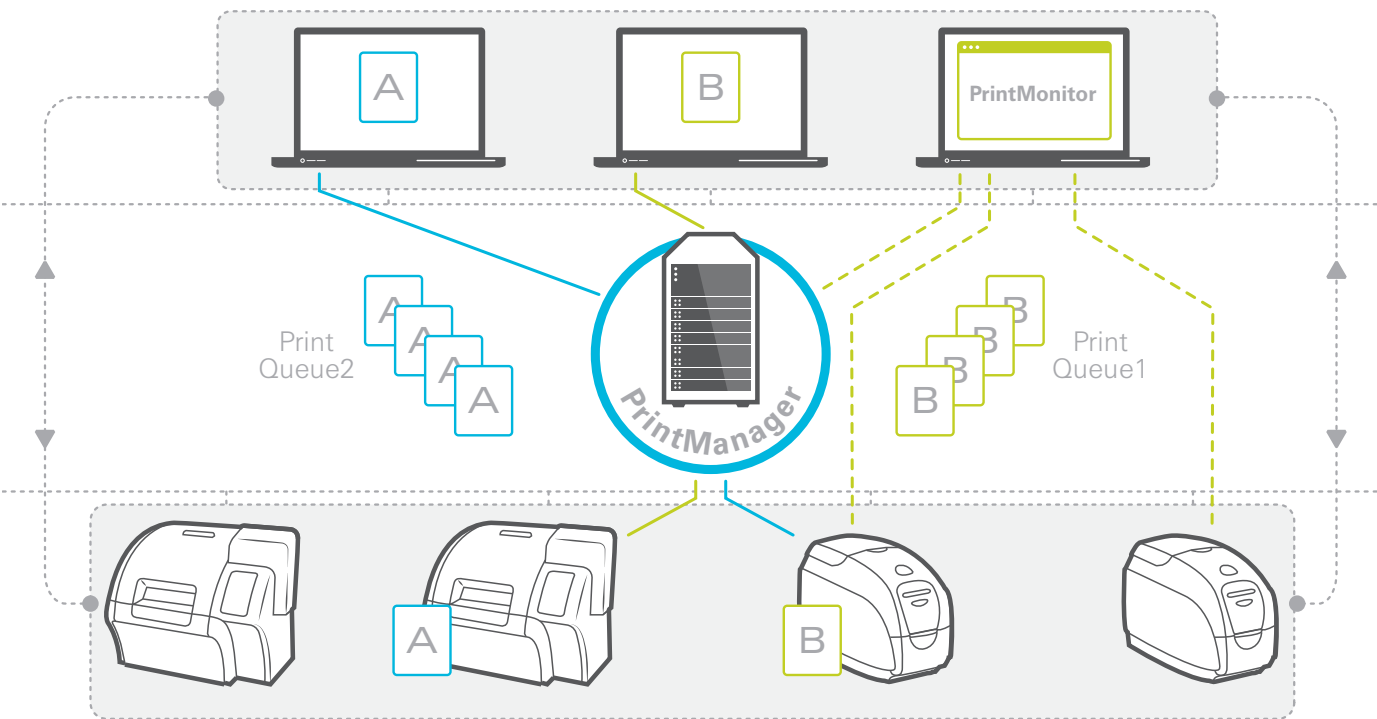 A
B
PrintMonitor
A
A
A
A
Print
Queue2
PrintManager
B
B
B
B
Print
Queue1
A
B